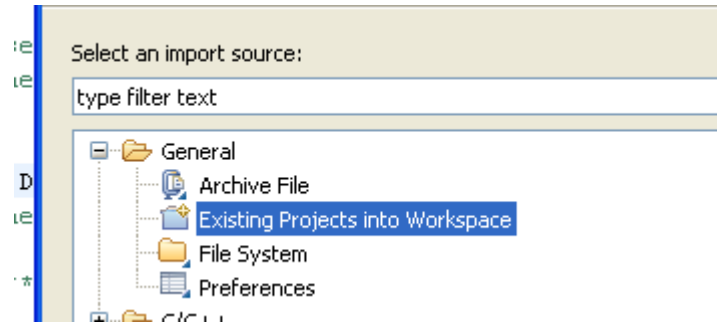 Select an import source:
type filter text
General
Archive File
Existing Projects into Workspace
File System
Preferences